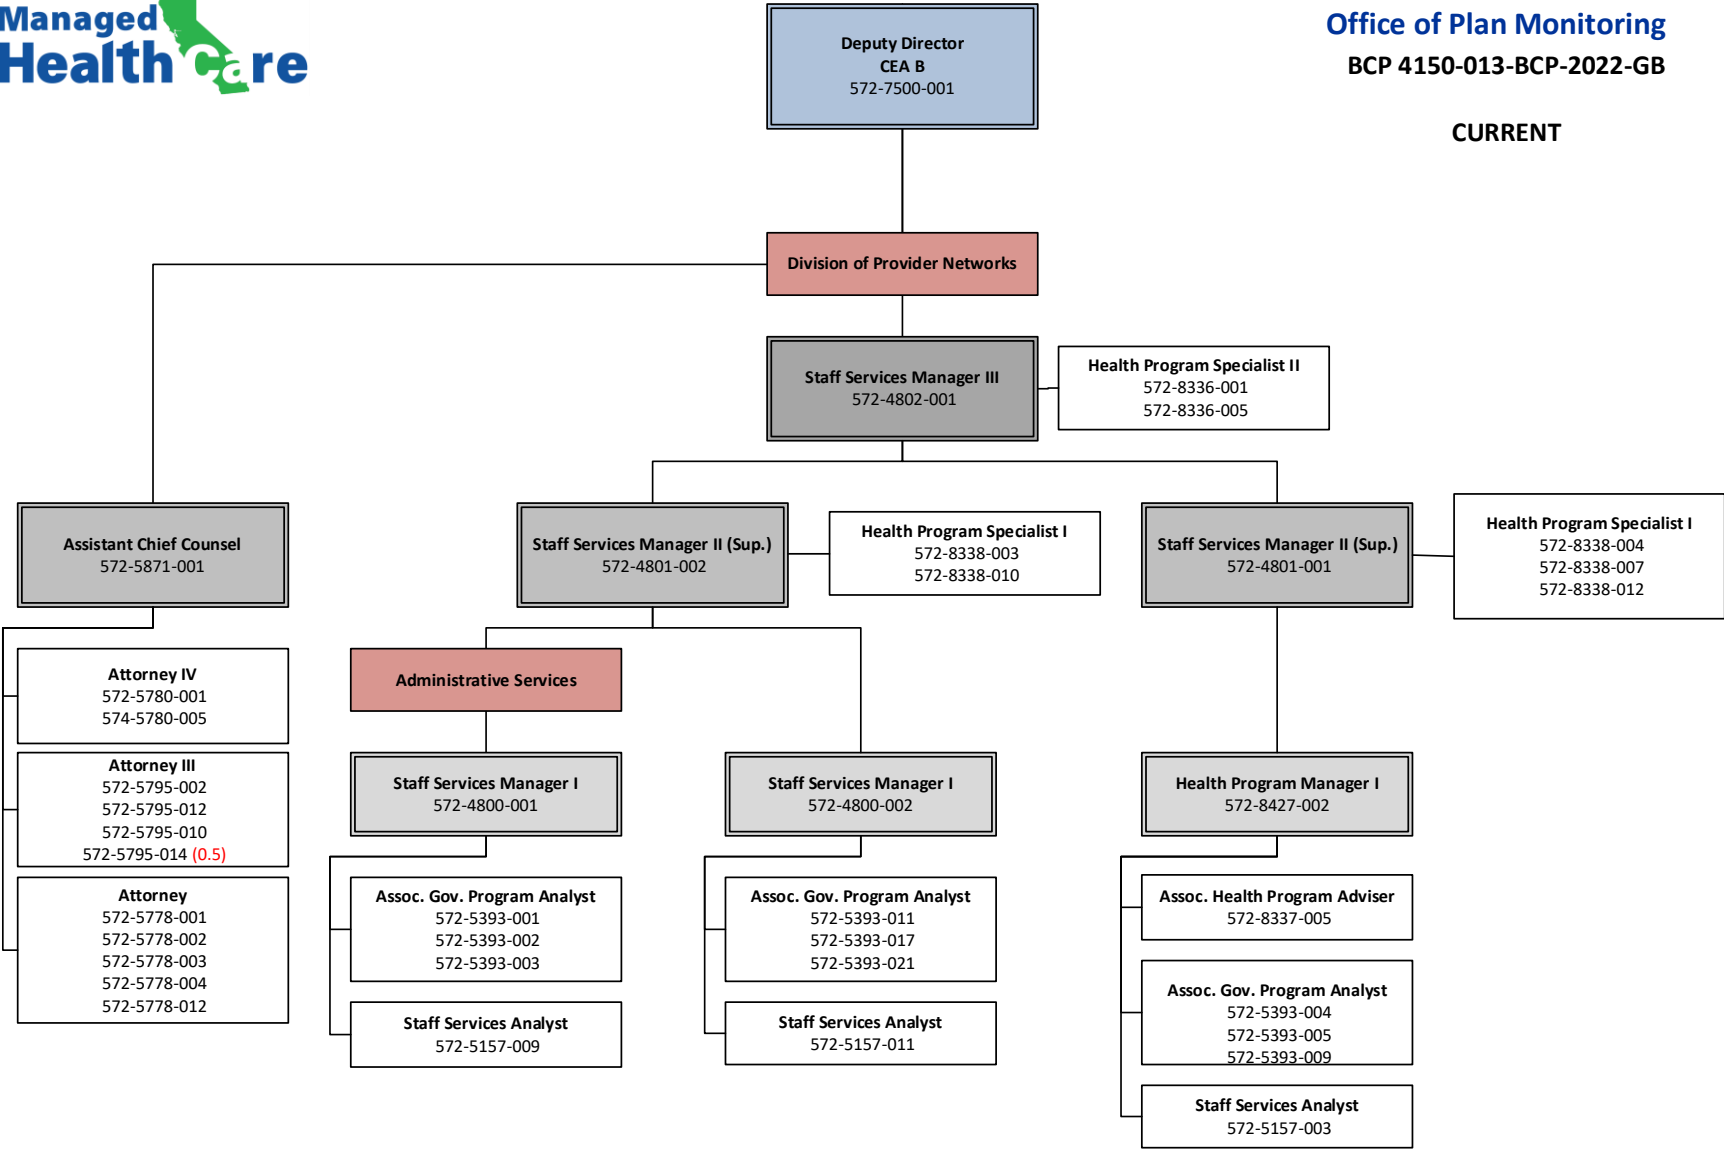 Managed
Health Care
Office of Plan Monitoring
BCP 4150-013-BCP-2022-GB
CURRENT
Deputy Director
CEA B
572-7500-001
Division of Provider Networks
Staff Services Manager III
572-4802-001
Health Program Specialist II
572-8336-001
572-8336-005
Assistant Chief Counsel
572-5871-001
Staff Services Manager II (Sup.)
572-4801-002
Health Program Specialist I
572-8338-003
572-8338-010
Staff Services Manager II (Sup.)
572-4801-001
Health Program Specialist I
572-8338-004
572-8338-007
572-8338-012
Attorney IV
572-5780-001
574-5780-005
Attorney III
572-5795-002
572-5795-012
572-5795-010
572-5795-014 (0.5)
Attorney
572-5778-001
572-5778-002
572-5778-003
572-5778-004
572-5778-012
Administrative Services
Staff Services Manager I
572-4800-001
Assoc. Gov. Program Analyst
572-5393-001
572-5393-002
572-5393-003
Staff Services Analyst
572-5157-009
Staff Services Manager I
572-4800-002
Assoc. Gov. Program Analyst
572-5393-011
572-5393-017
572-5393-021
Staff Services Analyst
572-5157-011
Health Program Manager I
572-8427-002
Assoc. Health Program Adviser
572-8337-005
Assoc. Gov. Program Analyst
572-5393-004
572-5393-005
572-5393-009
Staff Services Analyst
572-5157-003